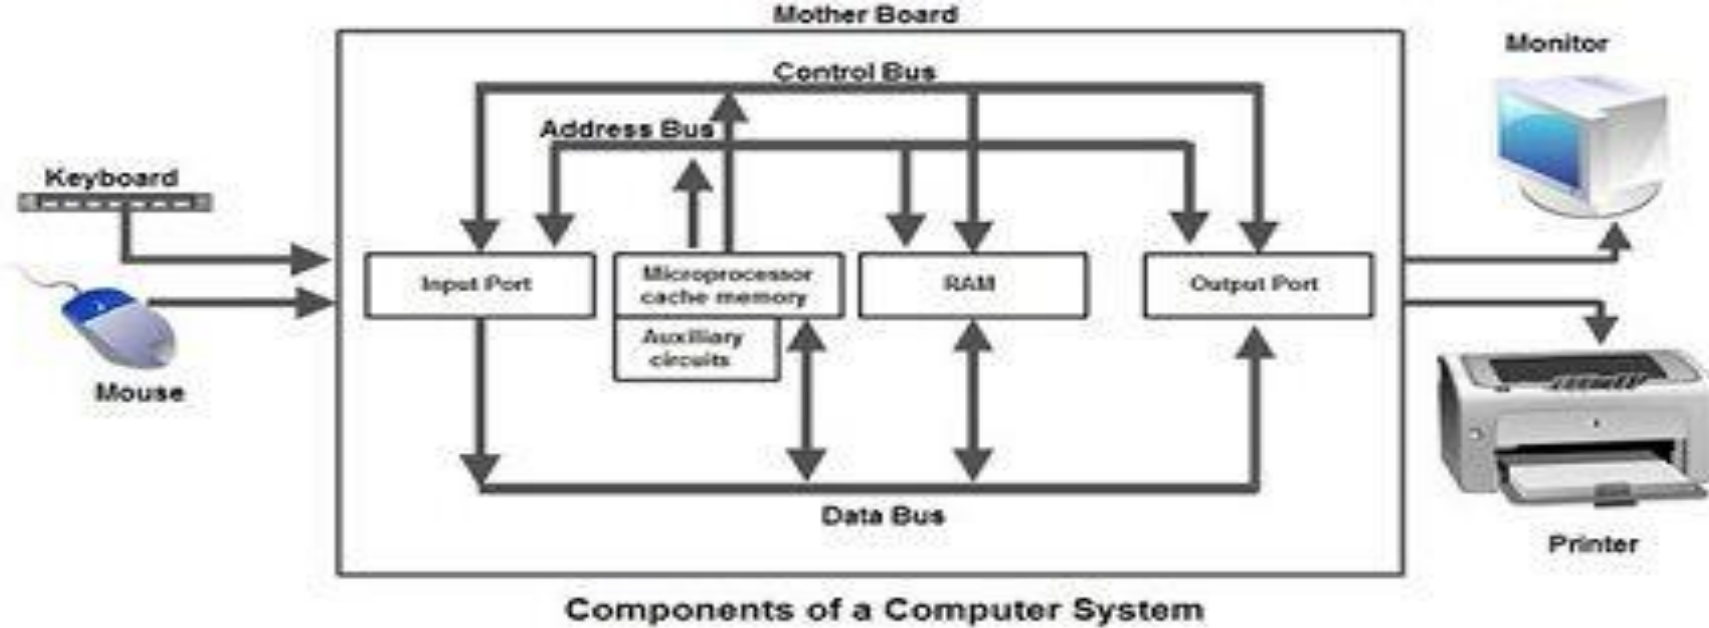 Mother Board
Monitor
Control Bus
Address Bus
Keyboard
Input Port
Microprocessor
cache memory
RAM
Output Port
Auxiliary
circuits
Mouse
Data Bus
Printer
Components of a Computer System